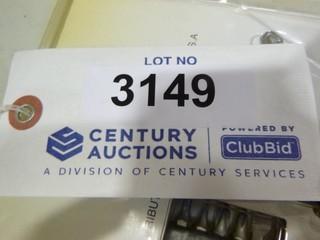 LOT NO
3149
CENTURY AUCTIONS
POWERED BY
ClubBid
A DIVISION OF CENTURY SERVICES